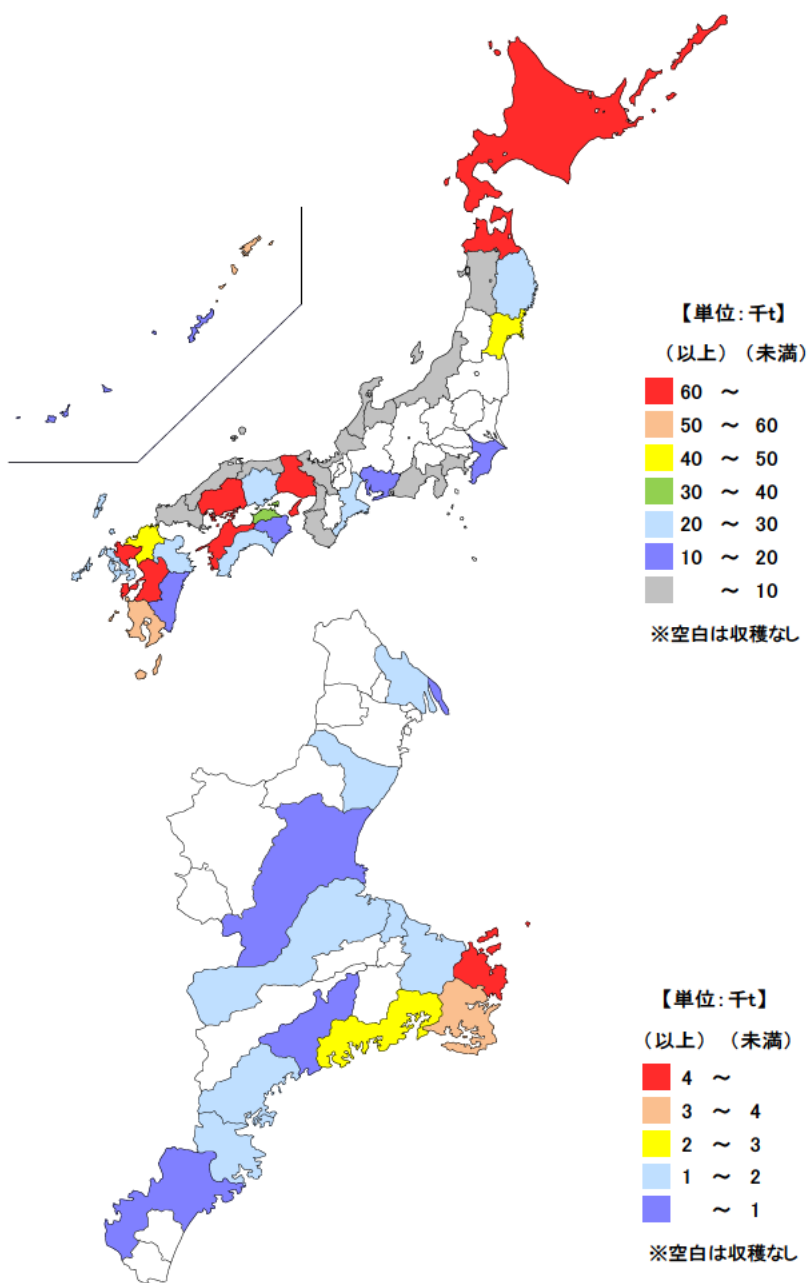 【単位:千t】
(以上)(未満)
60 ~
50 ~ 60
40 ~ 50
30 ~ 40
20 ~ 30
10 ~ 20
~ 10
※空白は収穫なし
【単位:千t】
(以上) (未満)
4 ~
3 ~ 4
2 ~ 3
1 ~ 2
~ 1
※空白は収穫なし